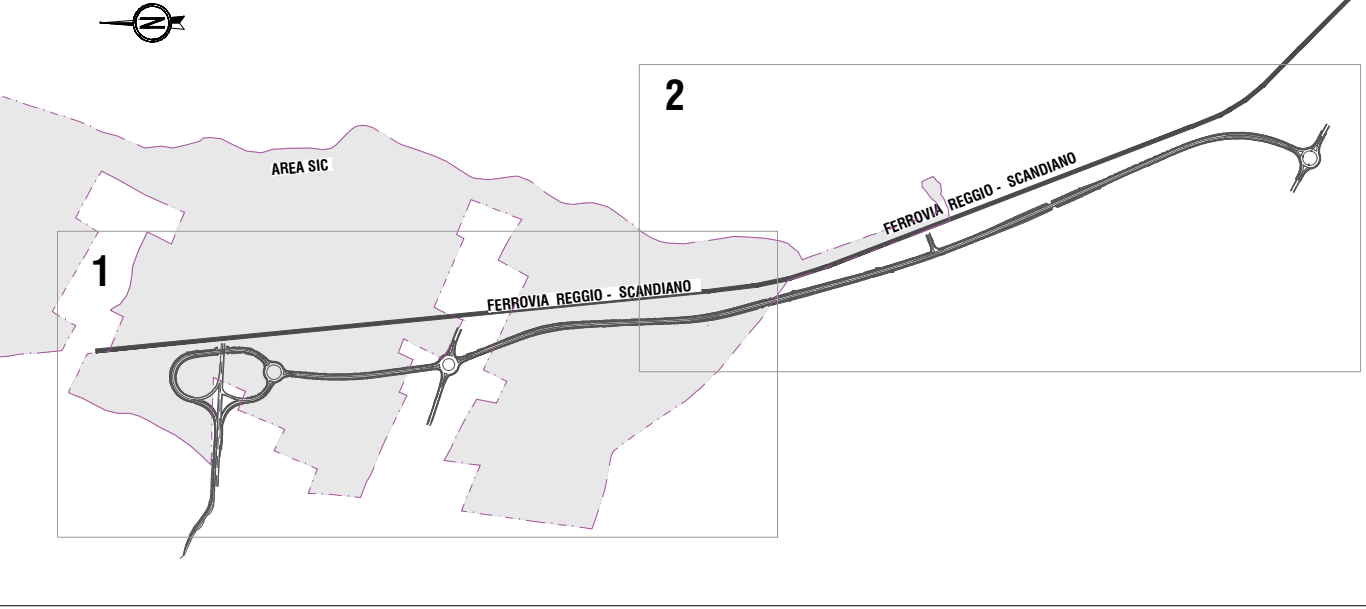 N
2
AREA SIC
FERROVIA REGGIO - SCANDIANO
1
FERROVIA REGGIO - SCANDIANO